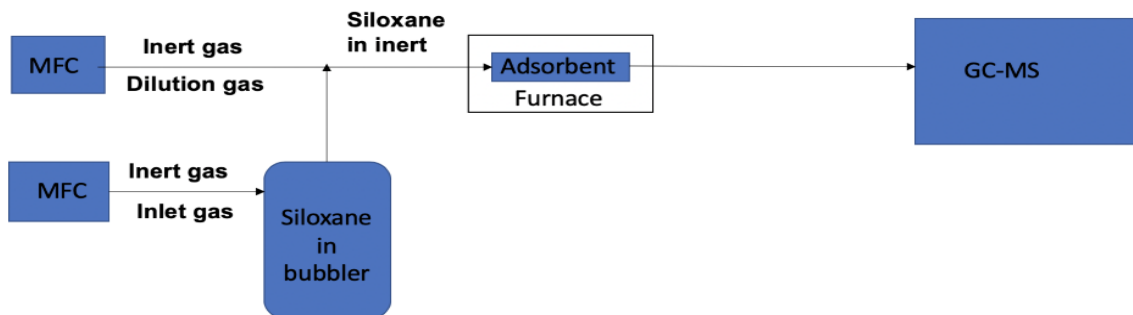 Siloxane
in inert
Inert gas
MFC
Dilution gas
Adsorbent
Furnace
GC-MS
Inert gas
MFC
Inlet gas
Siloxane
in
bubbler